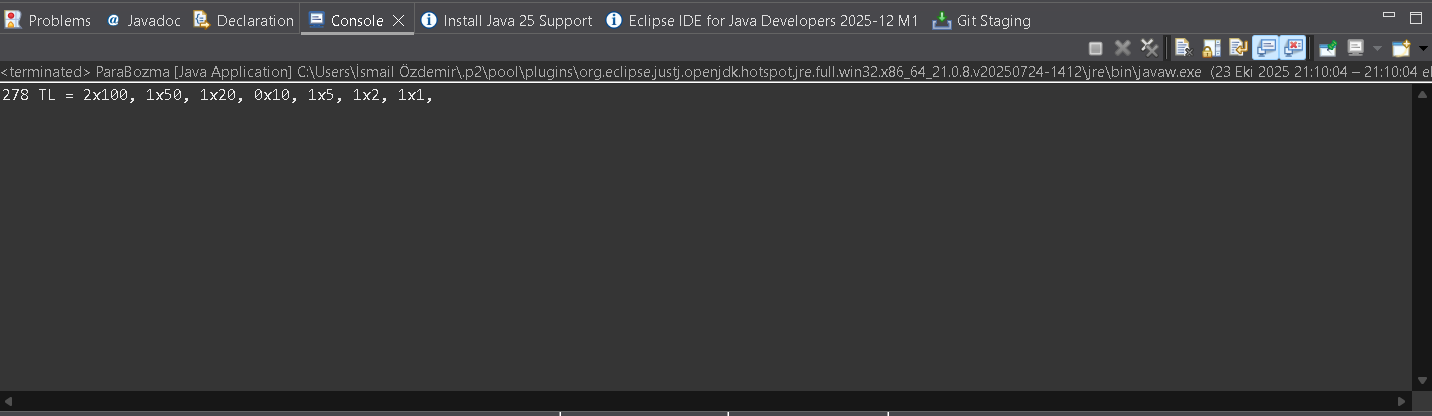 Problems @ Javadoc Declaration Console Install Java 25 Support Eclipse IDE for Java Developers 2025-12 M1 Git Staging
<terminated> ParaBozma [Java Application] C:\Users\İsmail Özdemir\.p2\pool\plugins\org.eclipse.justj.openjdk.hotspot.jre.full.win32.x86_64_21.0.8.v20250724-1412\jre\bin\javaw.exe (23 Eki 2025 21:10:04 – 21:10:04 el
278 TL = 2x100, 1x50, 1x20, 0x10, 1x5, 1x2, 1x1,